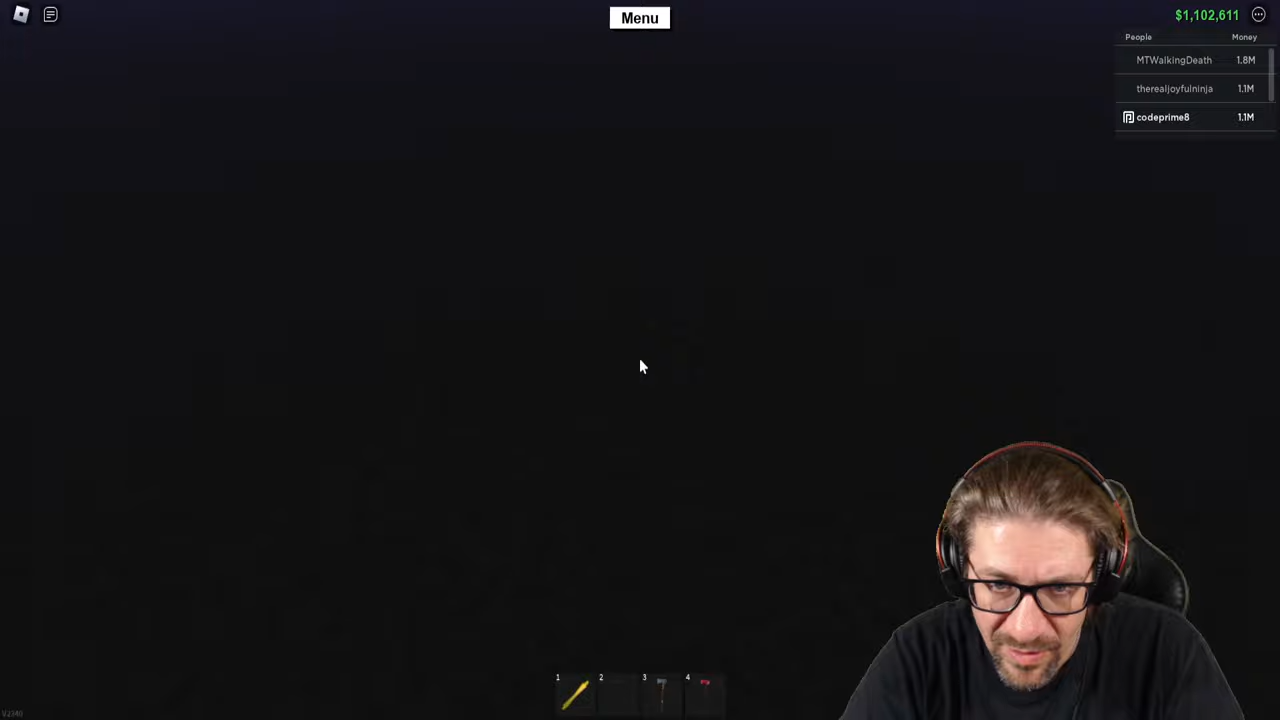 Menu
$1,102,611
People Money
MTWalkingDeath 1.8M
therealjoyfulninja 1.1M
codeprime8 1.1M
1 2 3 4